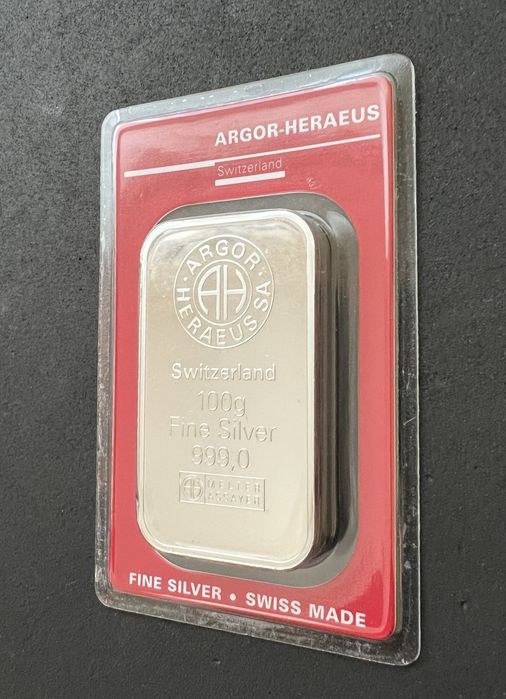 ARGOR-HERAEUS
Switzerland
·ARGOR·
HERAEUS SA
AH
Switzerland
100g
Fine Silver
999,0
AH MELTER
ASSAYER
FINE SILVER • SWISS MADE